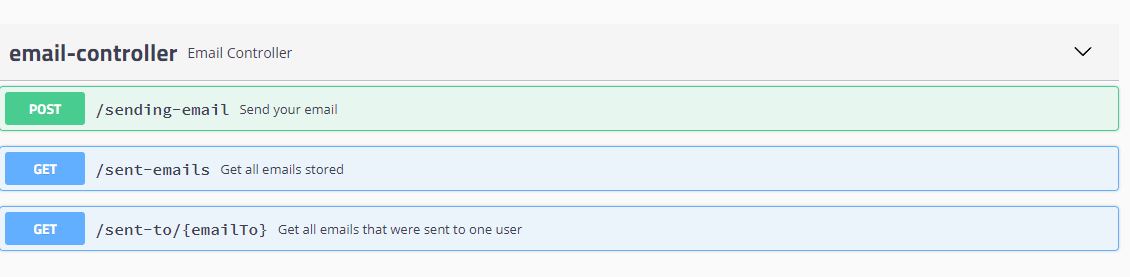 email-controller Email Controller
POST /sending-email Send your email
GET /sent-emails Get all emails stored
GET /sent-to/{emailTo} Get all emails that were sent to one user